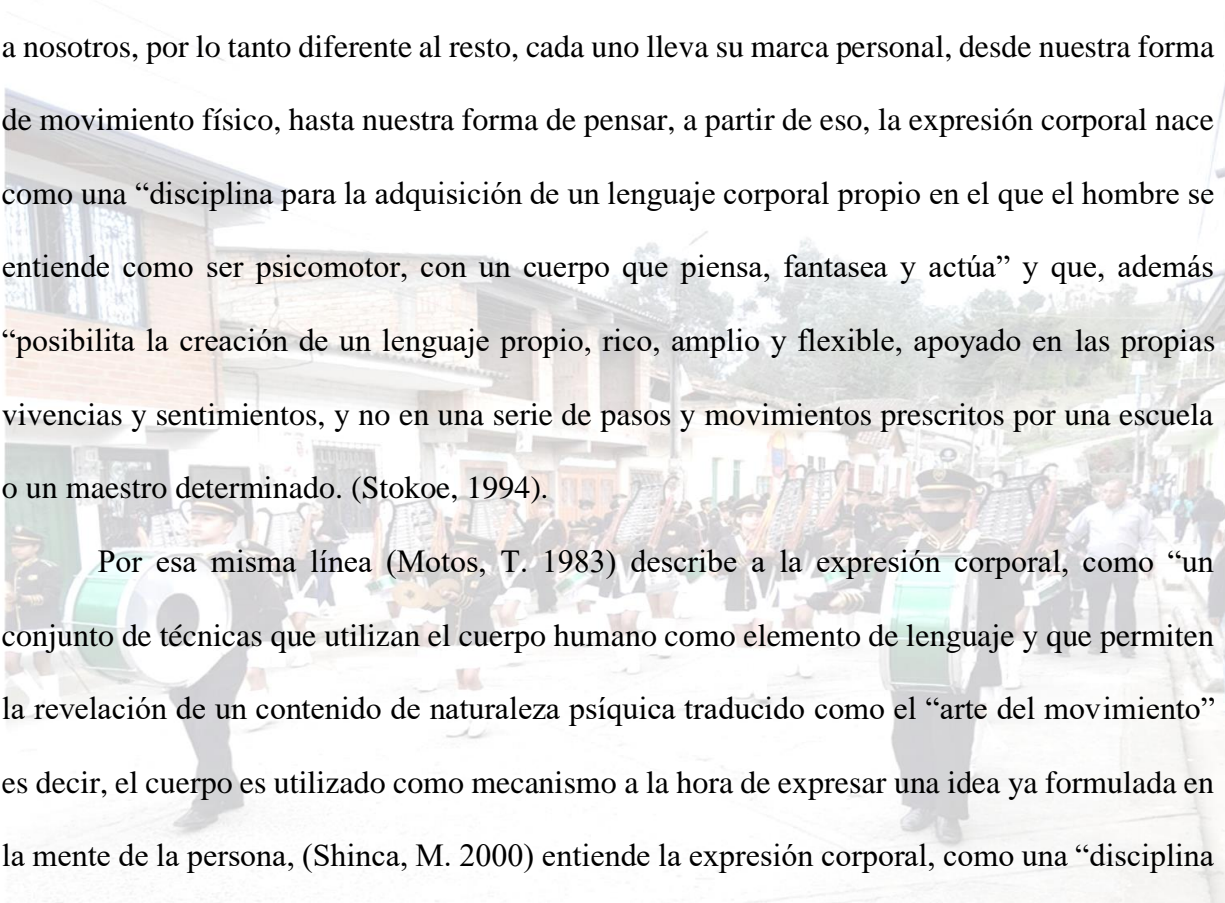 a nosotros, por lo tanto diferente al resto, cada uno lleva su marca personal, desde nuestra forma
de movimiento físico, hasta nuestra forma de pensar, a partir de eso, la expresión corporal nace
como una “disciplina para la adquisición de un lenguaje corporal propio en el que el hombre se
entiende como ser psicomotor, con un cuerpo que piensa, fantasea y actúa” y que, además
“posibilita la creación de un lenguaje propio, rico, amplio y flexible, apoyado en las propias
vivencias y sentimientos, y no en una serie de pasos y movimientos prescritos por una escuela
o un maestro determinado. (Stokoe, 1994).
Por esa misma línea (Motos, T. 1983) describe a la expresión corporal, como “un
conjunto de técnicas que utilizan el cuerpo humano como elemento de lenguaje y que permiten
la revelación de un contenido de naturaleza psíquica traducido como el “arte del movimiento”
es decir, el cuerpo es utilizado como mecanismo a la hora de expresar una idea ya formulada en
la mente de la persona, (Shinca, M. 2000) entiende la expresión corporal, como una “disciplina